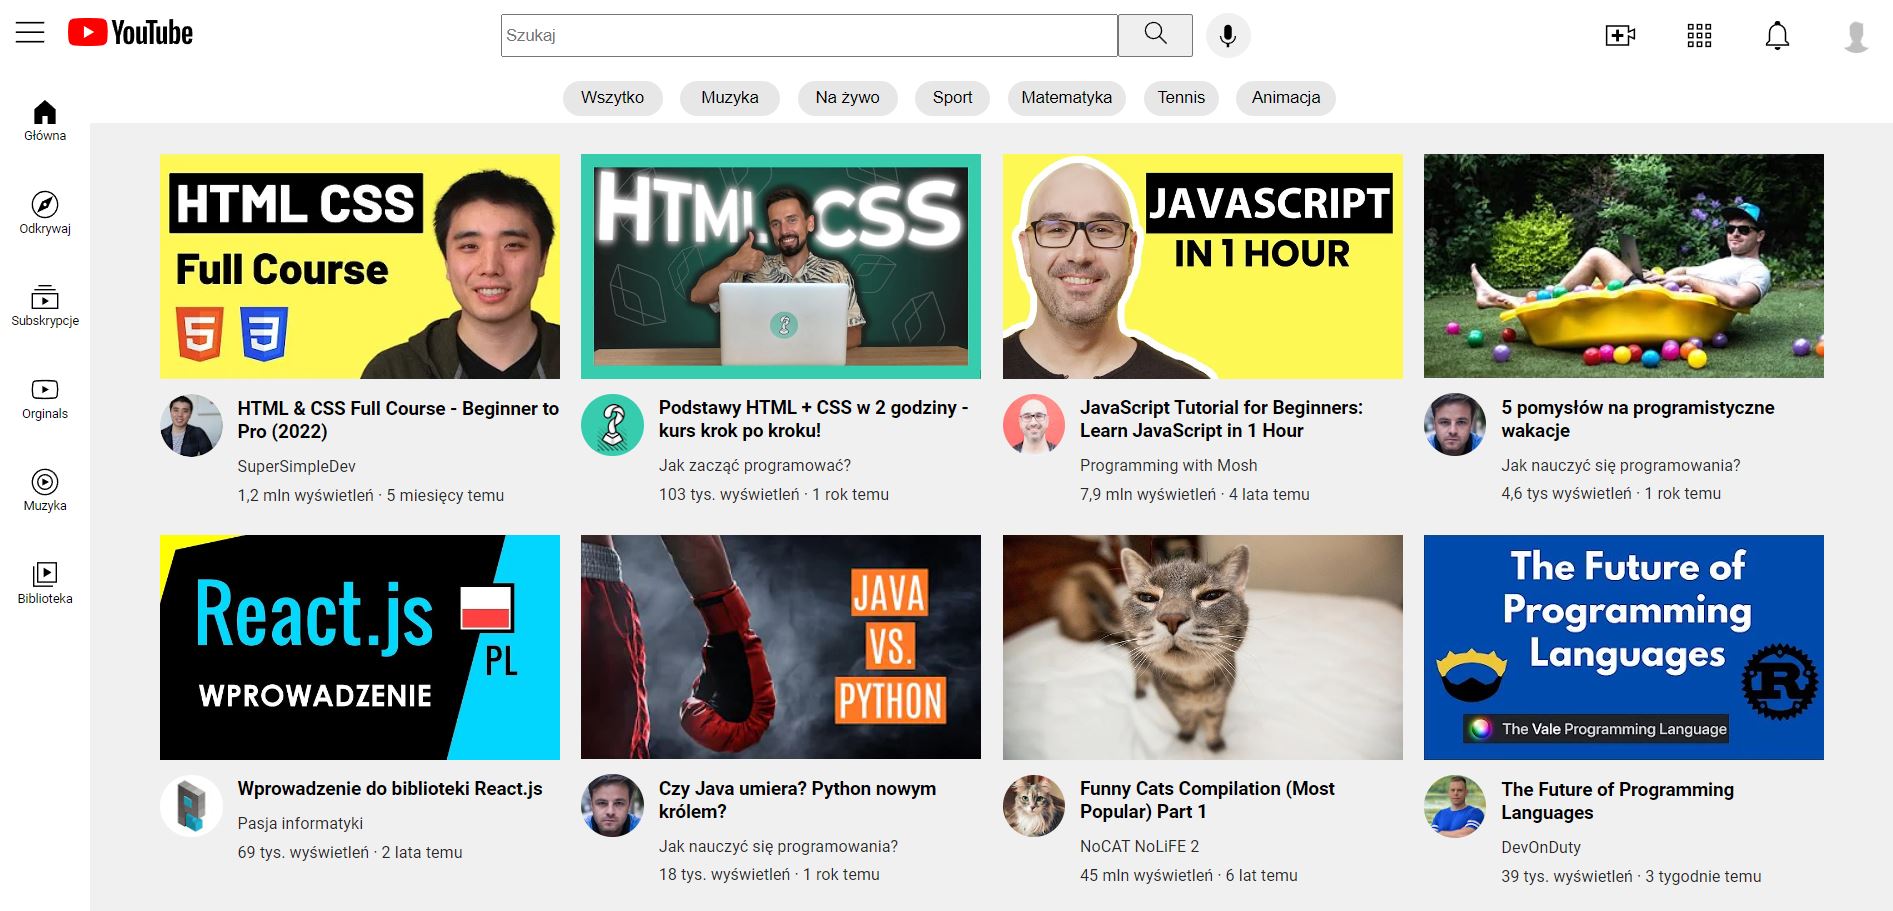 YouTube
Szukaj
Wszytko
Muzyka
Na żywo
Sport
Matematyka
Tennis
Animacja
Główna
Odkrywaj
Subskrypcje
Orginals
Muzyka
Biblioteka
HTML CSS
Full Course
5
3
HTML & CSS Full Course - Beginner to
Pro (2022)
SuperSimpleDev
1,2 mln wyświetleń · 5 miesięcy temu
HTML CSS
Podstawy HTML + CSS w 2 godziny -
kurs krok po kroku!
Jak zacząć programować?
103 tys. wyświetleń · 1 rok temu
JAVASCRIPT
IN 1 HOUR
JavaScript Tutorial for Beginners:
Learn JavaScript in 1 Hour
Programming with Mosh
7,9 mln wyświetleń · 4 lata temu
5 pomysłów na programistyczne
wakacje
Jak nauczyć się programowania?
4,6 tys wyświetleń · 1 rok temu
React.js
PL
WPROWADZENIE
Wprowadzenie do biblioteki React.js
Pasja informatyki
69 tys. wyświetleń · 2 lata temu
JAVA
VS.
PYTHON
Czy Java umiera? Python nowym
królem?
Jak nauczyć się programowania?
18 tys. wyświetleń · 1 rok temu
Funny Cats Compilation (Most
Popular) Part 1
NoCAT NoLiFE 2
45 mln wyświetleń · 6 lat temu
The Future of
Programming
Languages
R
The Vale Programming Language
The Future of Programming
Languages
DevOnDuty
39 tys. wyświetleń · 3 tygodnie temu